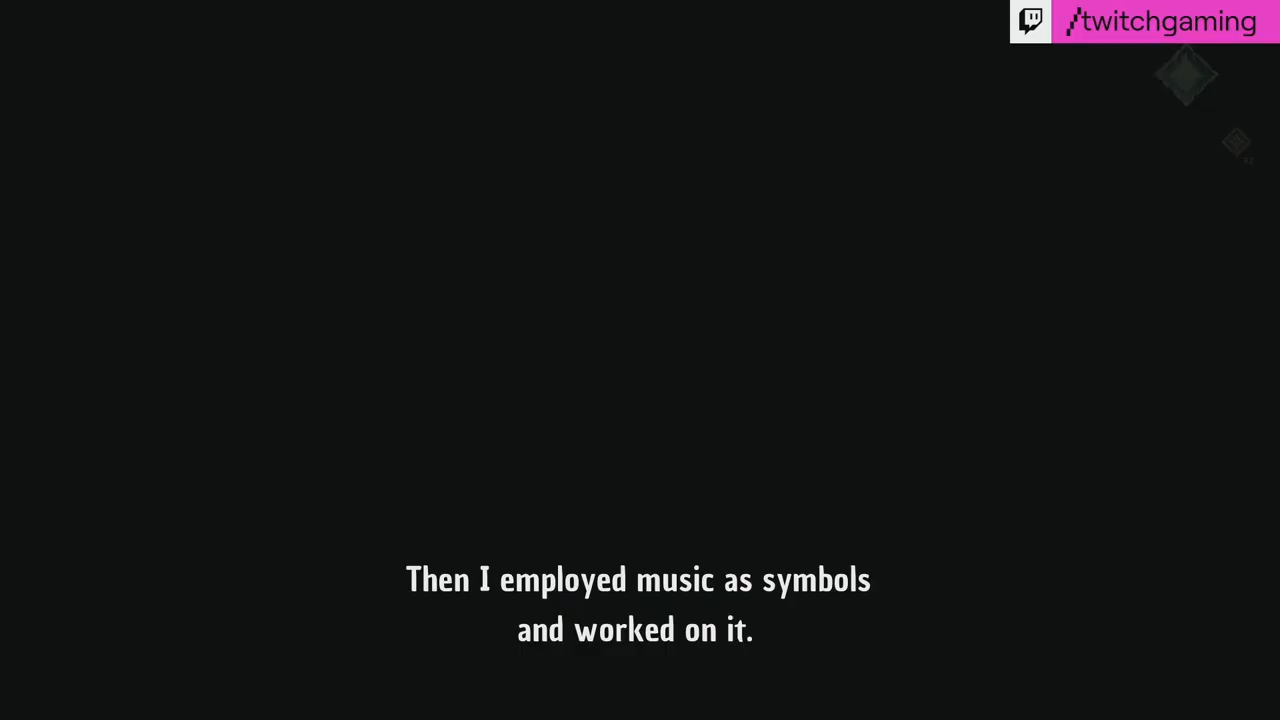 /twitchgaming
Then I employed music as symbols
and worked on it.